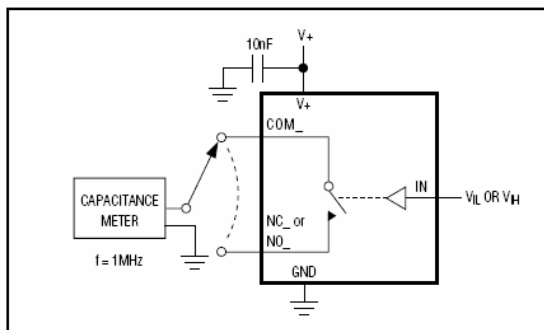 V+
10nF
V+
COM_
IN
VIL OR VIH
CAPACITANCE
METER
NC_ or
NO_
f = 1MHz
GND